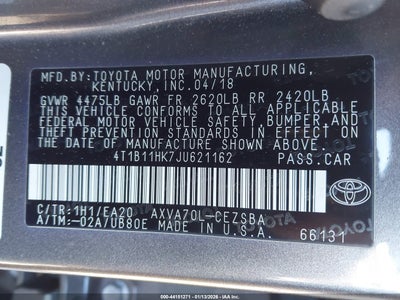 MFD.BY: TOYOTA MOTOR MANUFACTURING,
KENTUCKY, INC. 04/18
GVWR 4475LB GAWR FR 2620LB RR 2420LB
THIS VEHICLE CONFORMS TO ALL APPLICABLE
FEDERAL MOTOR VEHICLE SAFETY, BUMPER, AND
THEFT PREVENTION STANDARDS IN EFFECT ON
THE DATE OF MANUFACTURE SHOWN ABOVE.
4T1B11HK7JU621162 PASS.CAR
C/TR:1H1/EA20 AXVA70L-CEZSBA
A/TM:-02A/UB80E MADE IN U.S.A.
TOYOTA
66131
000-44151271 - 01/13/2026 - IAAI.COM